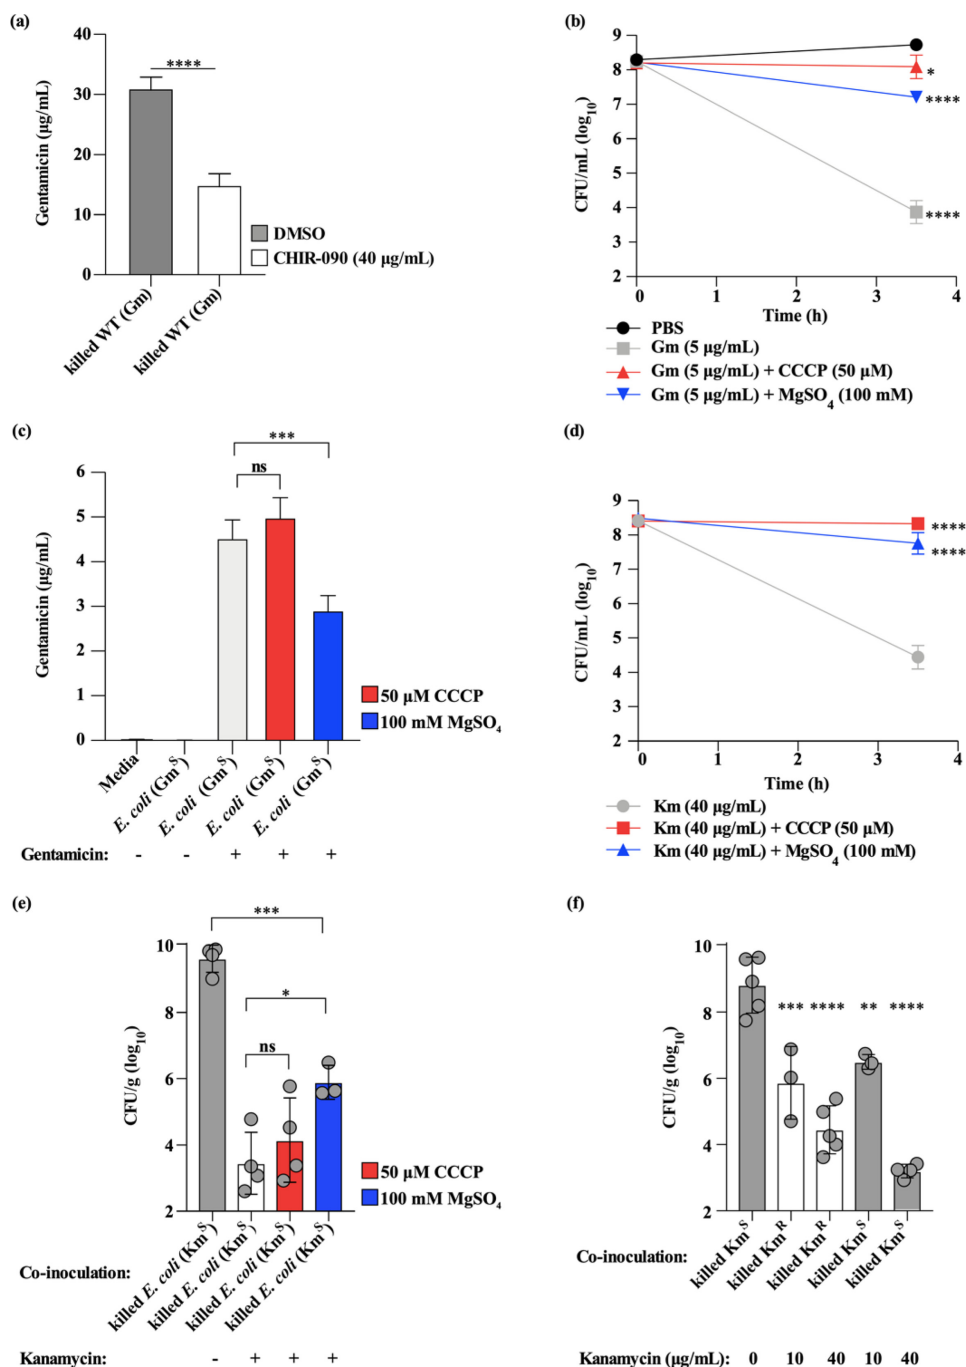 (a)
Gentamicin (µg/mL)
40
30
20
10
0
****
DMSO
CHIR-090 (40 µg/mL)
killed WT (Gm)
killed WT (Gm)
(b)
CFU/mL (log10)
9
8
7
6
5
4
3
2
*
****
****
0
1
2
3
4
Time (h)
PBS
Gm (5 µg/mL)
Gm (5 µg/mL) + CCCP (50 µM)
Gm (5 µg/mL) + MgSO4 (100 mM)
(c)
Gentamicin (µg/mL)
6
5
4
3
2
1
0
***
ns
50 µM CCCP
100 mM MgSO4
Media
E. coli (GmS)
E. coli (GmS)
E. coli (GmS)
E. coli (GmS)
Gentamicin: - - + + +
(d)
CFU/mL (log10)
9
8
7
6
5
4
3
2
****
****
0
1
2
3
4
Time (h)
Km (40 µg/mL)
Km (40 µg/mL) + CCCP (50 µM)
Km (40 µg/mL) + MgSO4 (100 mM)
(e)
CFU/g (log10)
10
8
6
4
2
***
*
ns
50 µM CCCP
100 mM MgSO4
Co-inoculation:
killed E. coli (KmS)
killed E. coli (KmS)
killed E. coli (KmS)
killed E. coli (KmS)
Kanamycin: - + + +
(f)
CFU/g (log10)
10
8
6
4
2
*** **** ** ****
Co-inoculation:
killed KmS
killed KmR
killed KmR
killed KmS
killed KmS
Kanamycin (µg/mL): 0 10 40 10 40